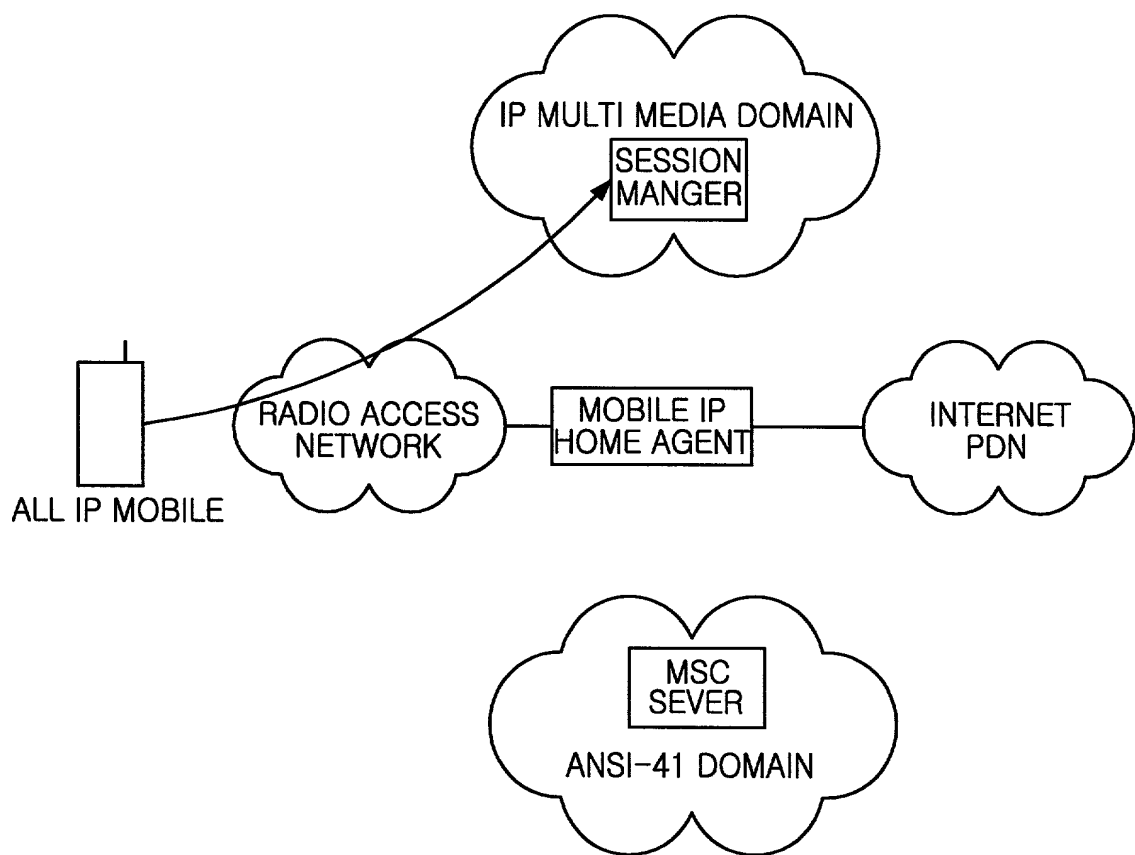 IP MULTI MEDIA DOMAIN
SESSION
MANGER
RADIO ACCESS
NETWORK
MOBILE IP
HOME AGENT
INTERNET
PDN
ALL IP MOBILE
MSC
SEVER
ANSI-41 DOMAIN